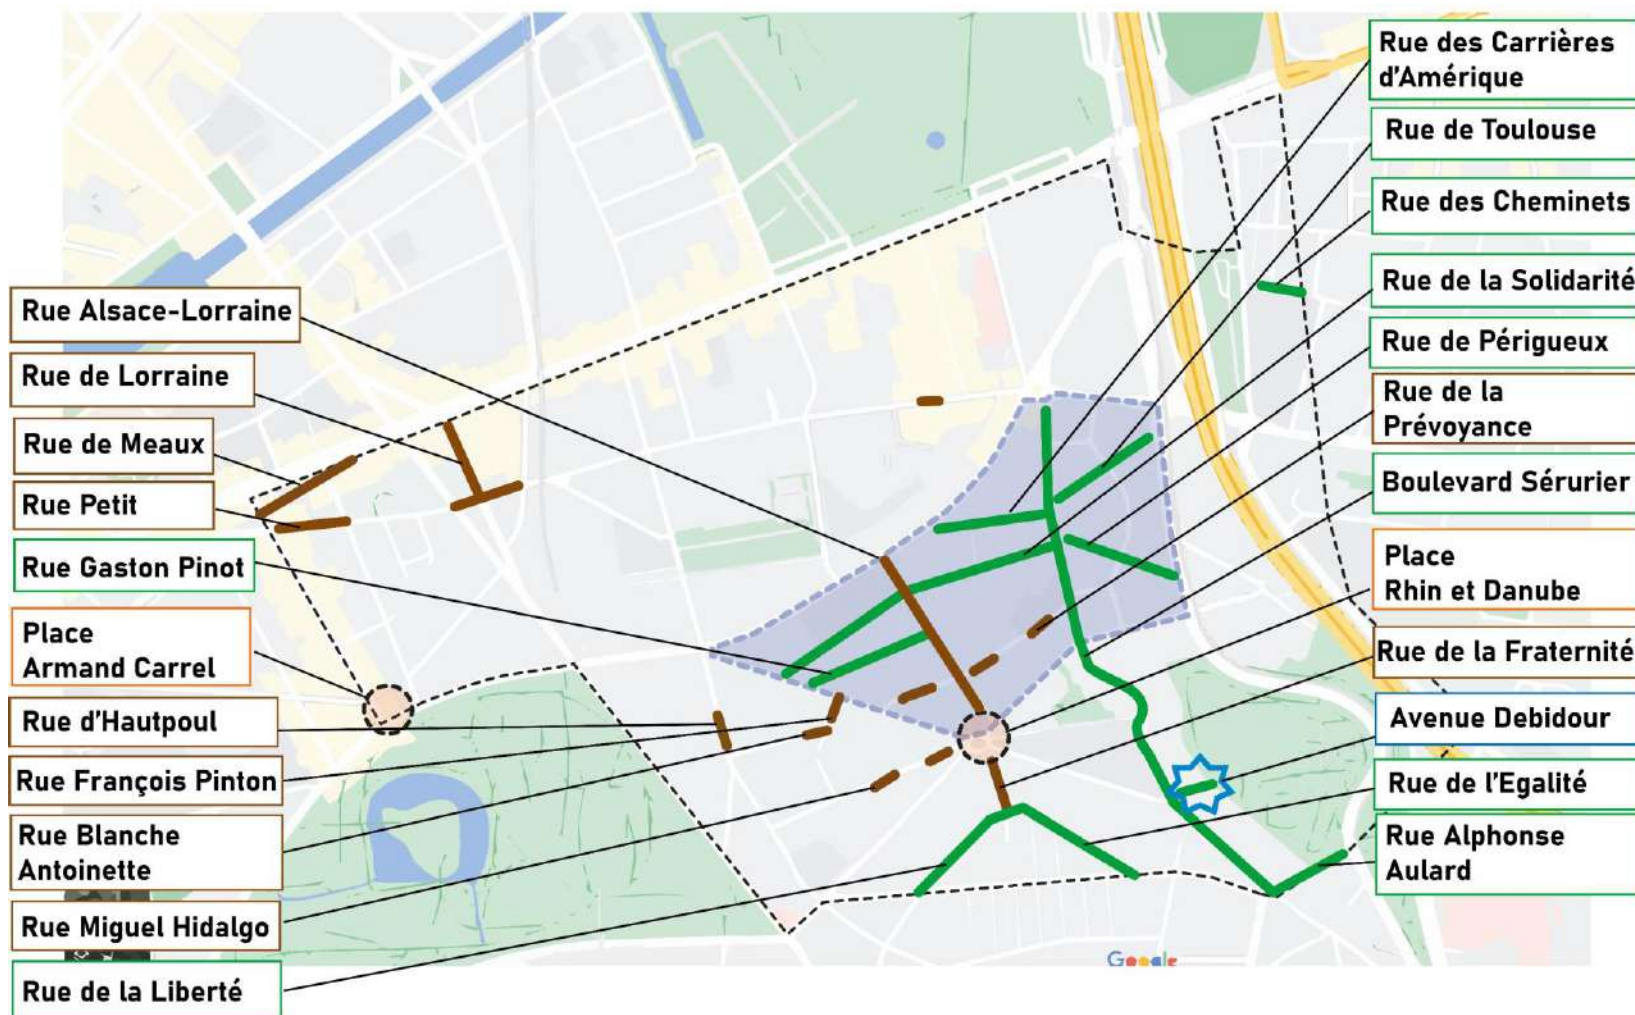 Rue Alsace-Lorraine
Rue de Lorraine
Rue de Meaux
Rue Petit
Rue Gaston Pinot
Place
Armand Carrel
Rue d'Hautpoul
Rue François Pinton
Rue Blanche
Antoinette
Rue Miguel Hidalgo
Rue de la Liberté
Rue des Carrières
d'Amérique
Rue de Toulouse
Rue des Cheminets
Rue de la Solidarité
Rue de Périgueux
Rue de la
Prévoyance
Boulevard Sérurier
Place
Rhin et Danube
Rue de la Fraternité
Avenue Debidour
Rue de l'Egalité
Rue Alphonse
Aulard
Google